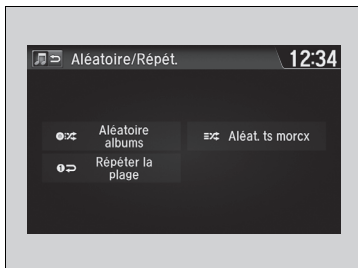 Aléatoire/Répét.
12:34
Aléatoire
albums
Aléat. ts morcx
Répéter la
plage